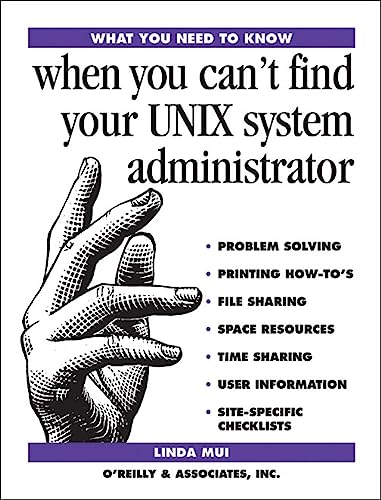 WHAT YOU NEED TO KNOW
when you can't find
your UNIX system
administrator
• PROBLEM SOLVING
• PRINTING HOW-TO'S
• FILE SHARING
• SPACE RESOURCES
• TIME SHARING
• USER INFORMATION
• SITE-SPECIFIC
CHECKLISTS
LINDA MUI
O'REILLY & ASSOCIATES, INC.